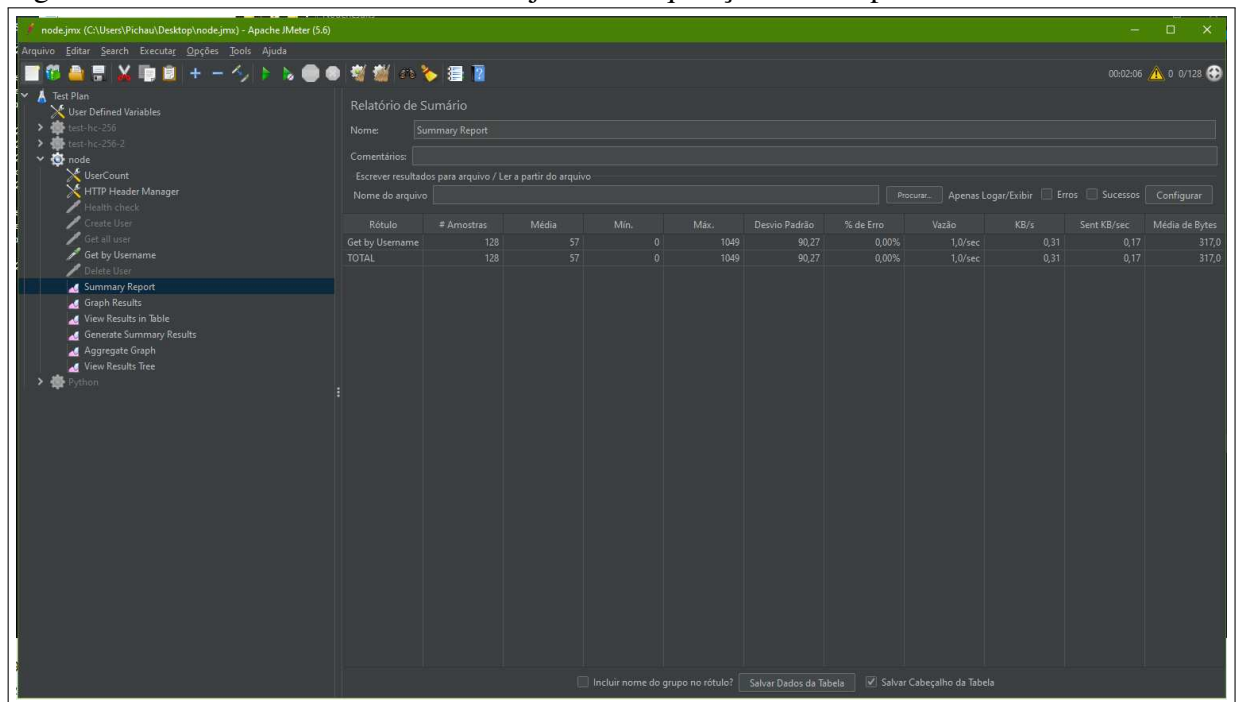 node.jmx (C:\Users\Pichau\Desktop\node.jmx) - Apache JMeter (5.6)
Arquivo Editar Search Executar Opções Tools Ajuda
00:02:06 0 0/128
Test Plan
User Defined Variables
test-hc-256
test-hc-256-2
node
UserCount
HTTP Header Manager
Health check
Create User
Get all user
Get by Username
Delete User
Summary Report
Graph Results
View Results in Table
Generate Summary Results
Aggregate Graph
View Results Tree
Python
Relatório de Sumário
Nome: Summary Report
Comentários:
Escrever resultados para arquivo / Ler a partir do arquivo
Nome do arquivo Procurar... Apenas Logar/Exibir Erros Sucessos Configurar
Rótulo # Amostras Média Mín. Máx. Desvio Padrão % de Erro Vazão KB/s Sent KB/sec Média de Bytes
Get by Username 128 57 0 1049 90,27 0,00% 1,0/sec 0,31 0,17 317,0
TOTAL 128 57 0 1049 90,27 0,00% 1,0/sec 0,31 0,17 317,0
Incluir nome do grupo no rótulo? Salvar Dados da Tabela Salvar Cabeçalho da Tabela